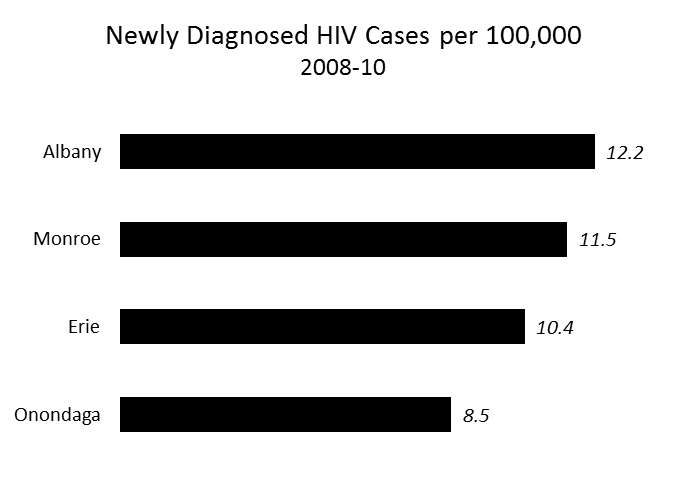 Newly Diagnosed HIV Cases per 100,000
2008-10
Albany 12.2
Monroe 11.5
Erie 10.4
Onondaga 8.5